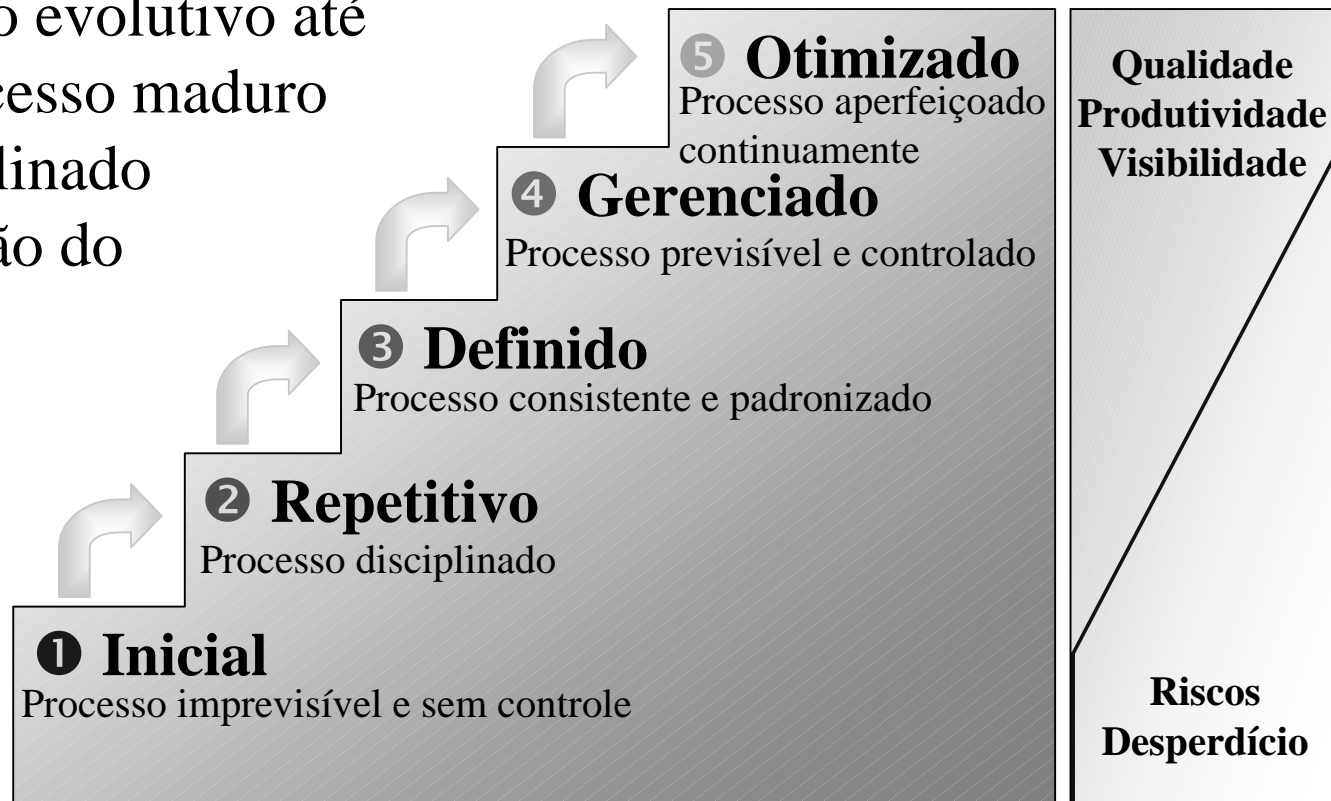 o evolutivo até
cesso maduro
linado
ão do
❺ Otimizado
Processo aperfeiçoado
continuamente
❹ Gerenciado
Processo previsível e controlado
❸ Definido
Processo consistente e padronizado
❷ Repetitivo
Processo disciplinado
❶ Inicial
Processo imprevisível e sem controle
Qualidade
Produtividade
Visibilidade
Riscos
Desperdício